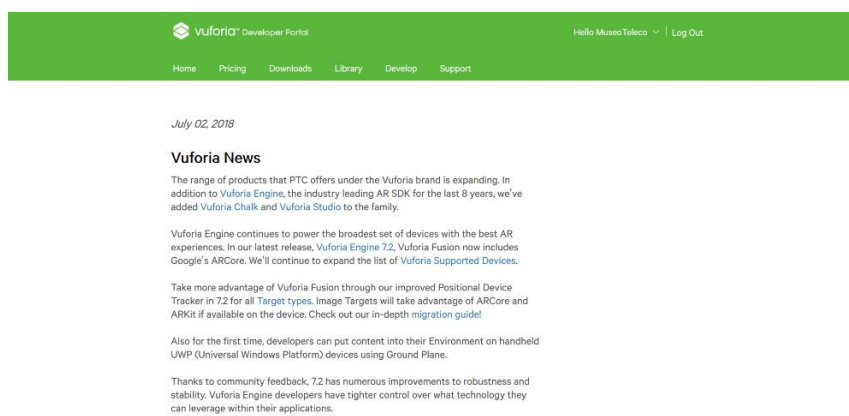 vuforia™ Developer Portal
Hello MuseoTeleco
Log Out
Home Pricing Downloads Library Develop Support
July 02, 2018
Vuforia News
The range of products that PTC offers under the Vuforia brand is expanding. In
addition to Vuforia Engine, the industry leading AR SDK for the last 8 years, we've
added Vuforia Chalk and Vuforia Studio to the family.
Vuforia Engine continues to power the broadest set of devices with the best AR
experiences. In our latest release, Vuforia Engine 7.2, Vuforia Fusion now includes
Google's ARCore. We'll continue to expand the list of Vuforia Supported Devices.
Take more advantage of Vuforia Fusion through our improved Positional Device
Tracker in 7.2 for all Target types. Image Targets will take advantage of ARCore and
ARKit if available on the device. Check out our in-depth migration guide!
Also for the first time, developers can put content into their Environment on handheld
UWP (Universal Windows Platform) devices using Ground Plane.
Thanks to community feedback, 7.2 has numerous improvements to robustness and
stability. Vuforia Engine developers have tighter control over what technology they
can leverage within their applications.